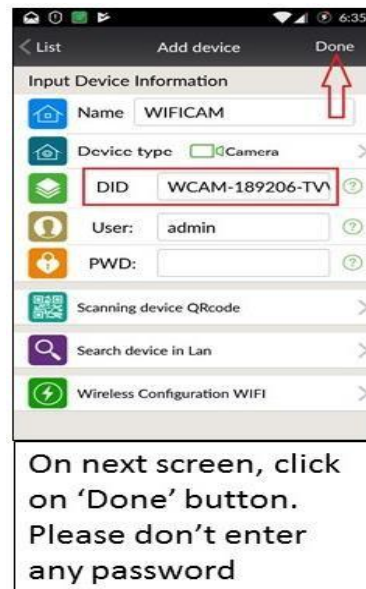 6:35
< List Add device Done
Input Device Information
Name WIFICAM
Device type Camera >
DID WCAM-189206-TV ?
User: admin ?
PWD: ?
Scanning device QRcode >
Search device in Lan >
Wireless Configuration WIFI >
On next screen, click
on ‘Done’ button.
Please don’t enter
any password